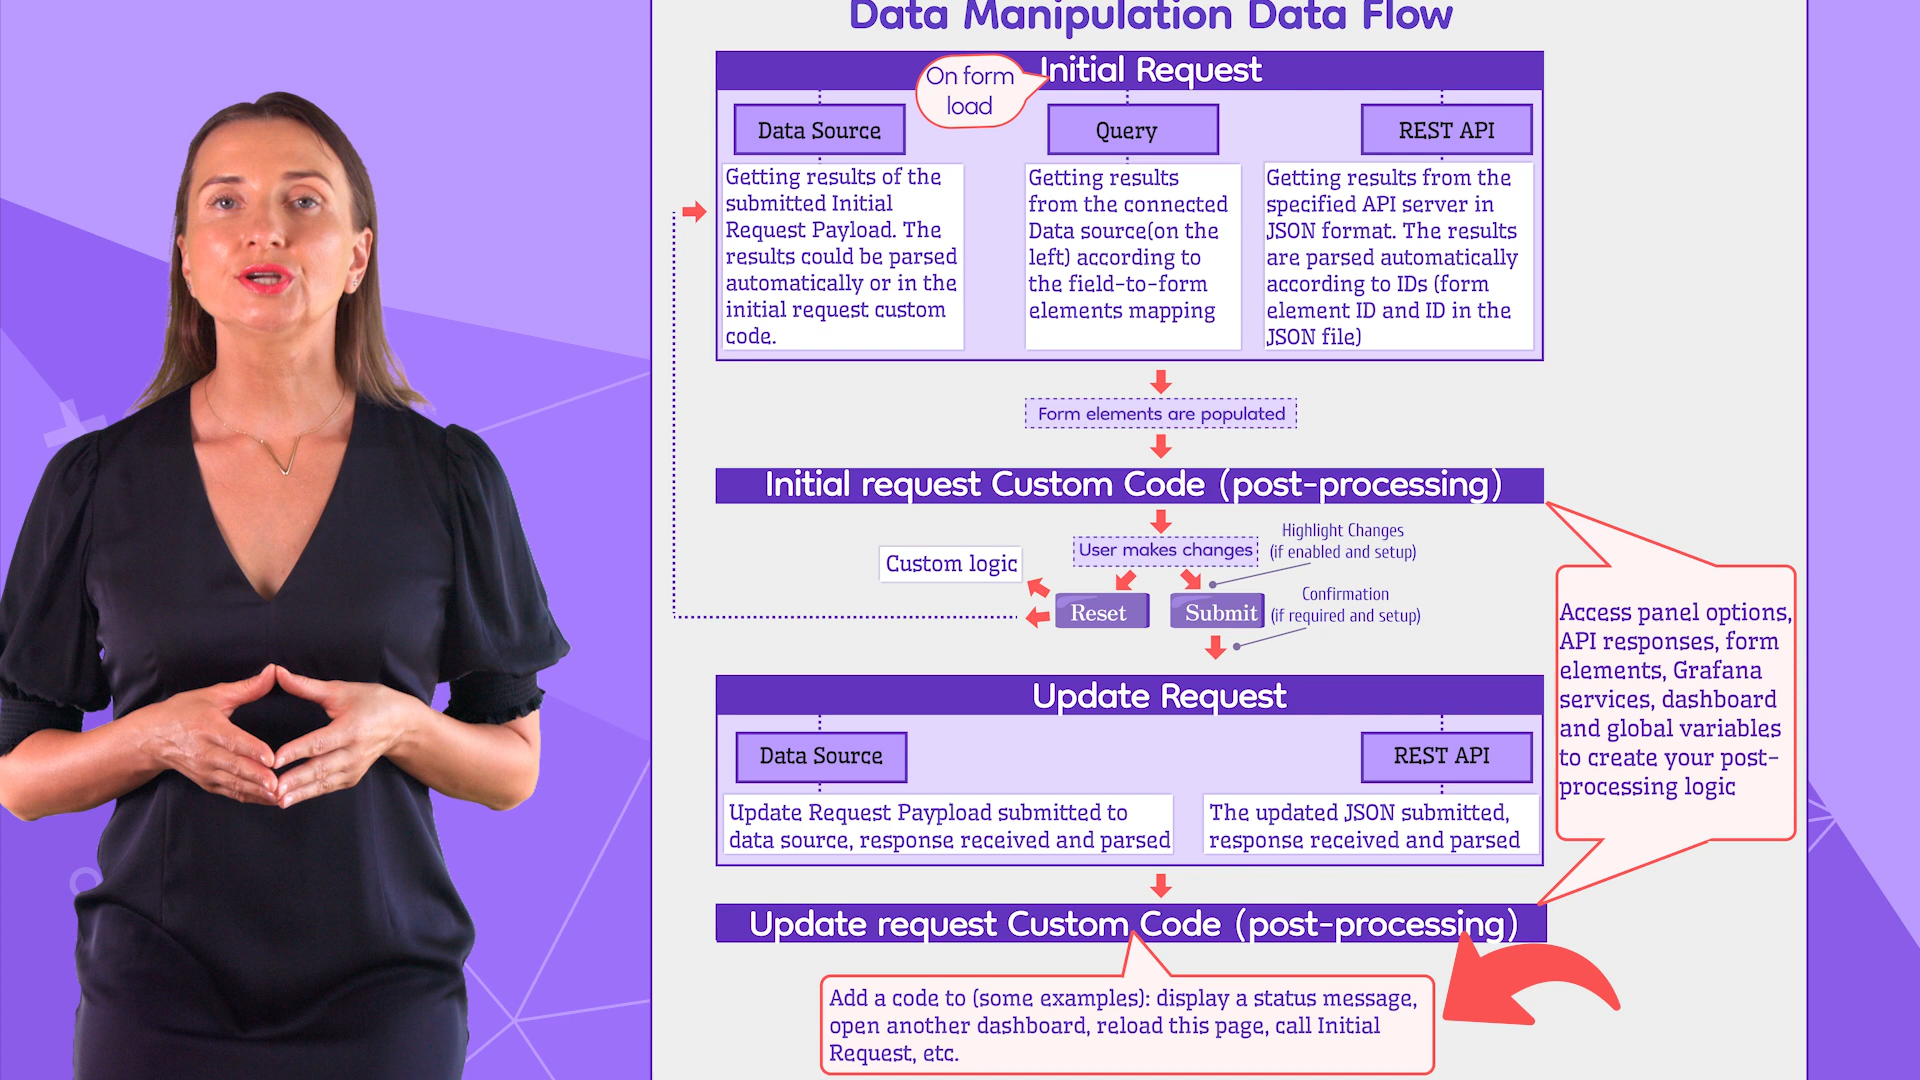 Data Manipulation Data Flow
Initial Request
On form
load
Data Source
Query
REST API
Getting results of the
submitted Initial
Request Payload. The
results could be parsed
automatically or in the
initial request custom
code.
Getting results
from the connected
Data source(on the
left) according to
the field-to-form
elements mapping
Getting results from the
specified API server in
JSON format. The results
are parsed automatically
according to IDs (form
element ID and ID in the
JSON file)
Form elements are populated
Initial request Custom Code (post-processing)
User makes changes
Highlight Changes
(if enabled and setup)
Custom logic
Reset
Submit
Confirmation
(if required and setup)
Access panel options,
API responses, form
elements, Grafana
services, dashboard
and global variables
to create your post-
processing logic
Update Request
Data Source
REST API
Update Request Paypload submitted to
data source, response received and parsed
The updated JSON submitted,
response received and parsed
Update request Custom Code (post-processing)
Add a code to (some examples): display a status message,
open another dashboard, reload this page, call Initial
Request, etc.